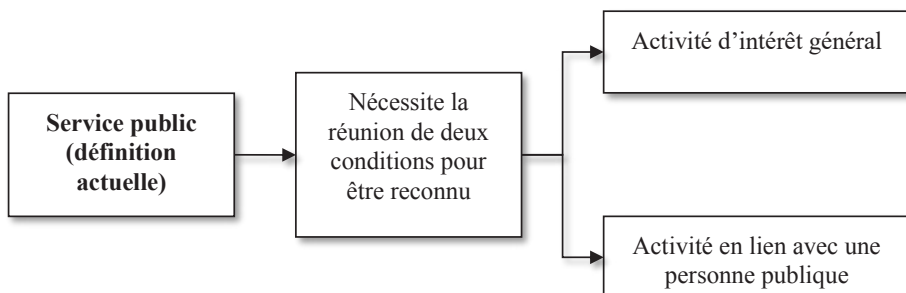 Service public
(définition
actuelle)
Nécessite la
réunion de deux
conditions pour
être reconnu
Activité d’intérêt général
Activité en lien avec une
personne publique